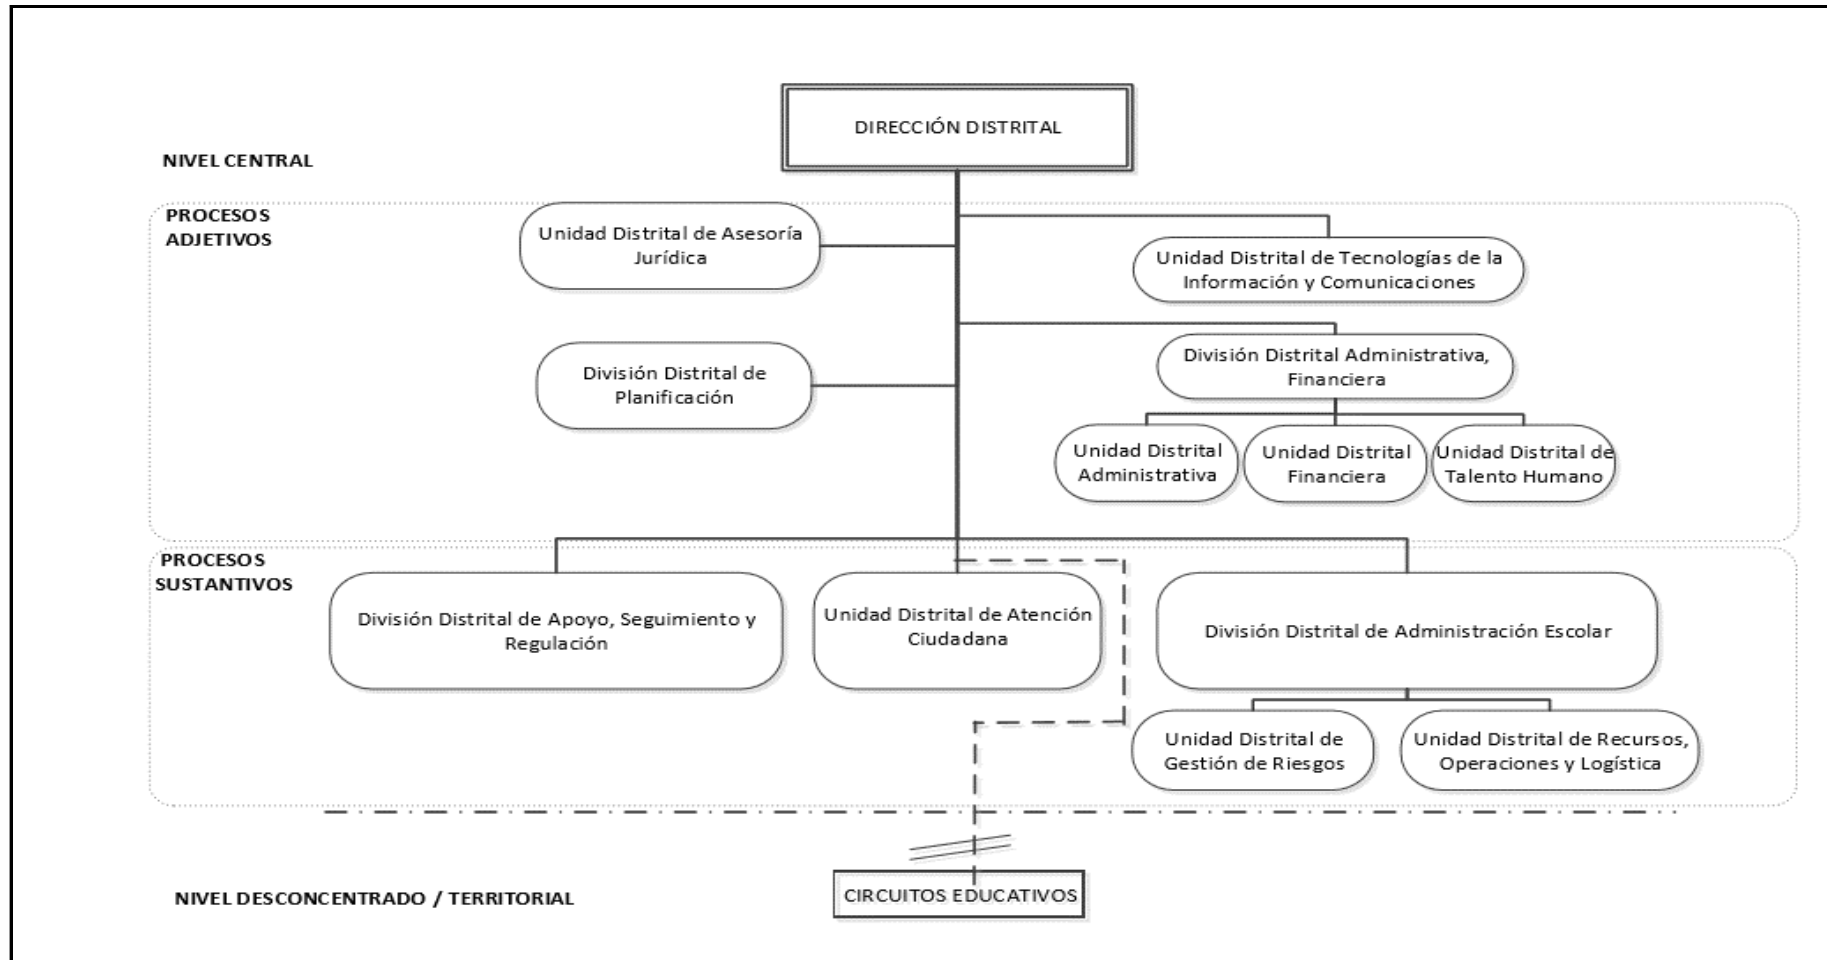 DIRECCIÓN DISTRITAL
NIVEL CENTRAL
PROCESOS
ADJETIVOS
Unidad Distrital de Asesoría
Jurídica
Unidad Distrital de Tecnologías de la
Información y Comunicaciones
División Distrital de
Planificación
División Distrital Administrativa,
Financiera
Unidad Distrital
Administrativa
Unidad Distrital
Financiera
Unidad Distrital de
Talento Humano
PROCESOS
SUSTANTIVOS
División Distrital de Apoyo, Seguimiento y
Regulación
Unidad Distrital de Atención
Ciudadana
División Distrital de Administración Escolar
Unidad Distrital de
Gestión de Riesgos
Unidad Distrital de Recursos,
Operaciones y Logística
NIVEL DESCONCENTRADO / TERRITORIAL
CIRCUITOS EDUCATIVOS